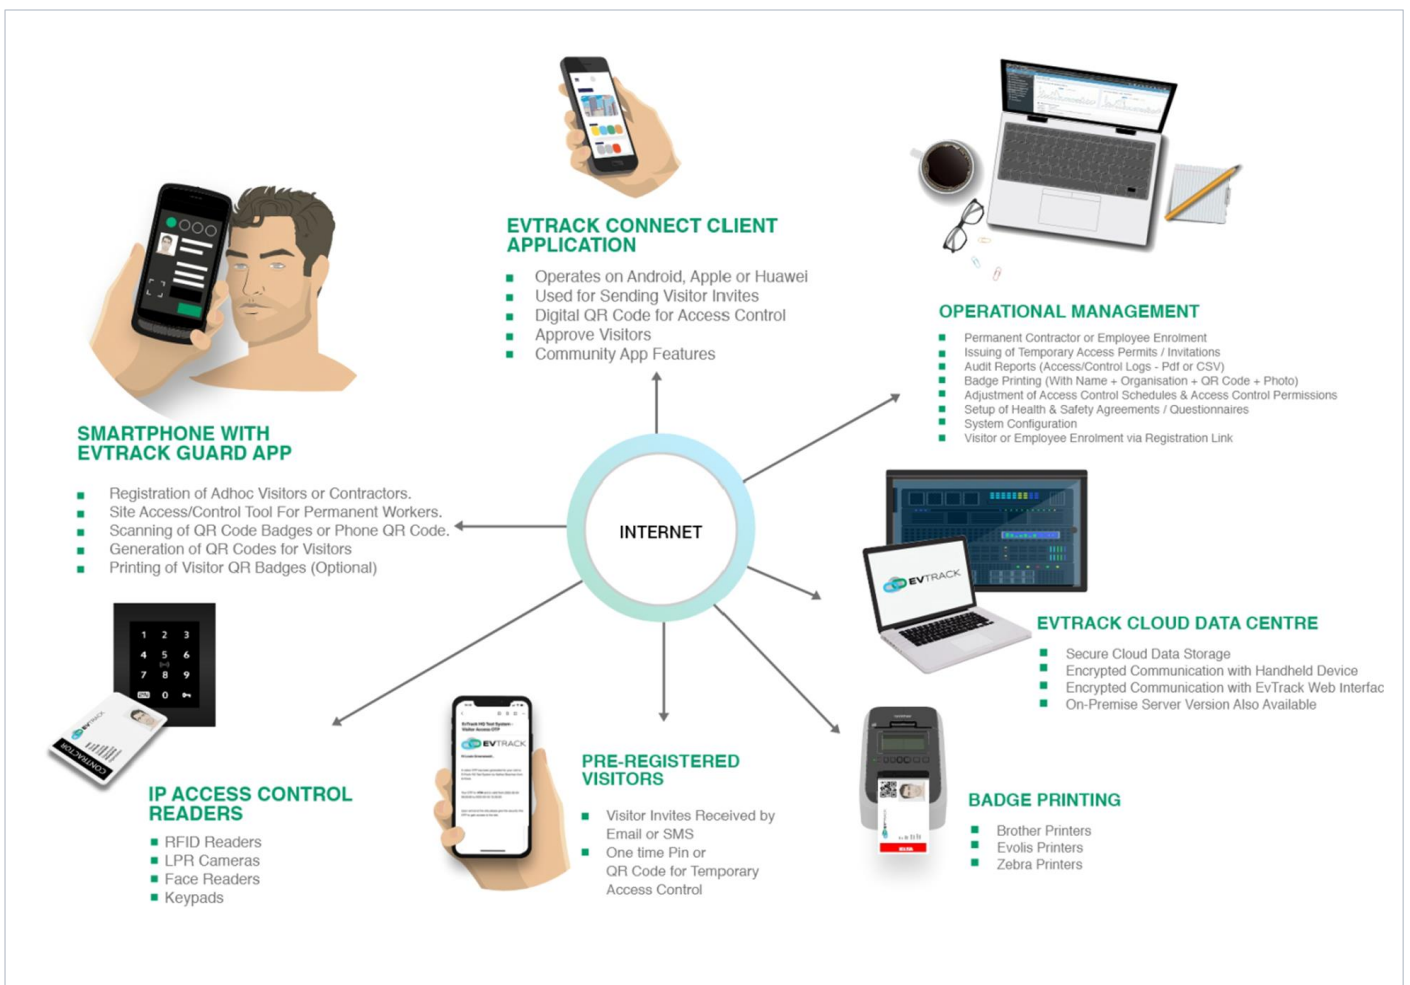 EVTRACK CONNECT CLIENT
APPLICATION
Operates on Android, Apple or Huawei
Used for Sending Visitor Invites
Digital QR Code for Access Control
Approve Visitors
Community App Features
OPERATIONAL MANAGEMENT
Permanent Contractor or Employee Enrolment
Issuing of Temporary Access Permits / Invitations
Audit Reports (Access/Control Logs - Pdf or CSV)
Badge Printing (With Name + Organisation + QR Code + Photo)
Adjustment of Access Control Schedules & Access Control Permissions
Setup of Health & Safety Agreements / Questionnaires
System Configuration
Visitor or Employee Enrolment via Registration Link
SMARTPHONE WITH
EVTRACK GUARD APP
Registration of Adhoc Visitors or Contractors.
Site Access/Control Tool For Permanent Workers.
Scanning of QR Code Badges or Phone QR Code.
Generation of QR Codes for Visitors
Printing of Visitor QR Badges (Optional)
INTERNET
EVTRACK
EVTRACK CLOUD DATA CENTRE
Secure Cloud Data Storage
Encrypted Communication with Handheld Device
Encrypted Communication with EvTrack Web Interfac
On-Premise Server Version Also Available
1 2 3
4 5 6
7 8 9
0
EVTRACK
CONTRACTOR
IP ACCESS CONTROL
READERS
RFID Readers
LPR Cameras
Face Readers
Keypads
Visitor Access OTP
EVTRACK
PRE-REGISTERED
VISITORS
Visitor Invites Received by
Email or SMS
One time Pin or
QR Code for Temporary
Access Control
BADGE PRINTING
Brother Printers
Evolis Printers
Zebra Printers